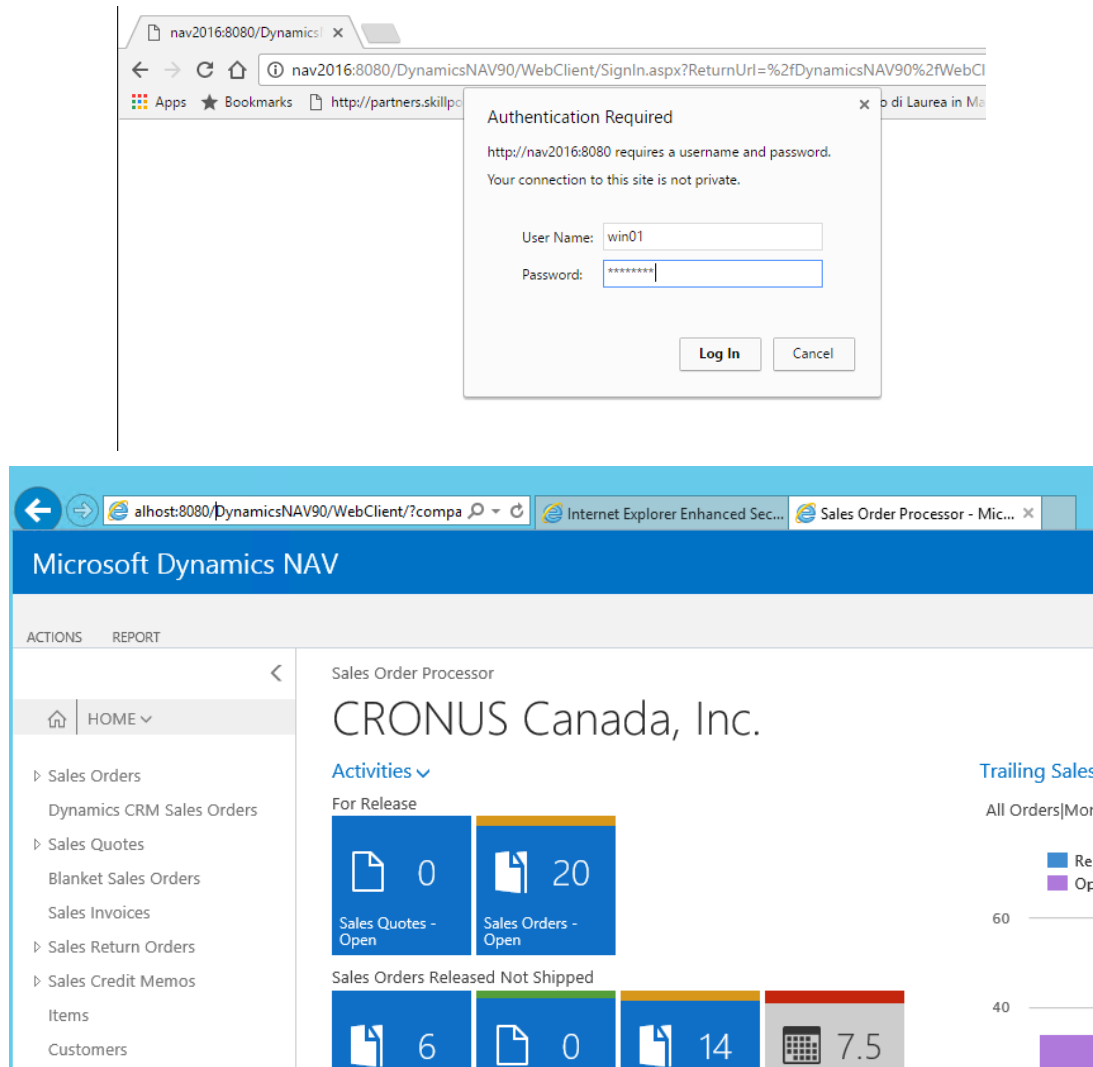 nav2016:8080/Dynamics
nav2016:8080/DynamicsNAV90/WebClient/SignIn.aspx?ReturnUrl=%2fDynamicsNAV90%2fWebCl
Apps Bookmarks http://partners.skillpo o di Laurea in Ma
Authentication Required
http://nav2016:8080 requires a username and password.
Your connection to this site is not private.
User Name: win01
Password: ********
Log In Cancel
alhost:8080/DynamicsNAV90/WebClient/?compa Internet Explorer Enhanced Sec... Sales Order Processor - Mic...
Microsoft Dynamics NAV
ACTIONS REPORT
Sales Order Processor
HOME
CRONUS Canada, Inc.
Sales Orders
Dynamics CRM Sales Orders
Sales Quotes
Blanket Sales Orders
Sales Invoices
Sales Return Orders
Sales Credit Memos
Items
Customers
Activities
For Release
0 20
Sales Quotes - Open
Sales Orders - Open
Sales Orders Released Not Shipped
6 0 14 7.5
Trailing Sales
All Orders|Mon
Re
Op
60
40